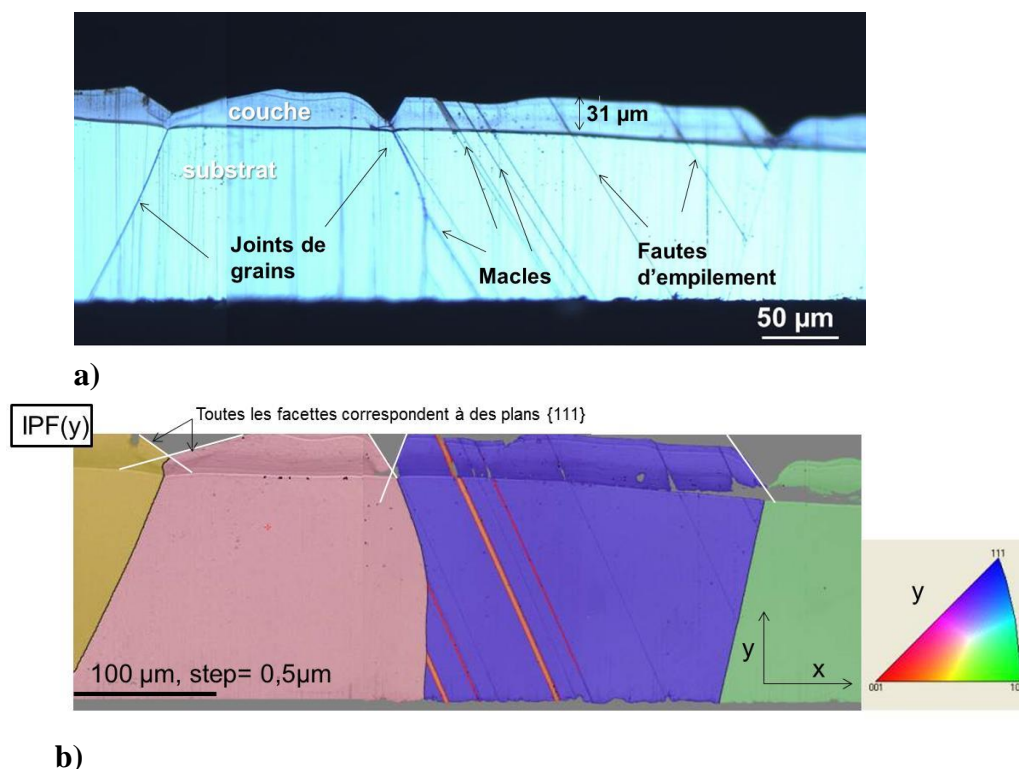 couche
31 µm
substrat
Joints de
grains
Macles
Fautes
d'empilement
50 µm
a)
IPF(y)
Toutes les facettes correspondent à des plans {111}
111
y
y
x
001
10
100 µm, step= 0,5µm
b)